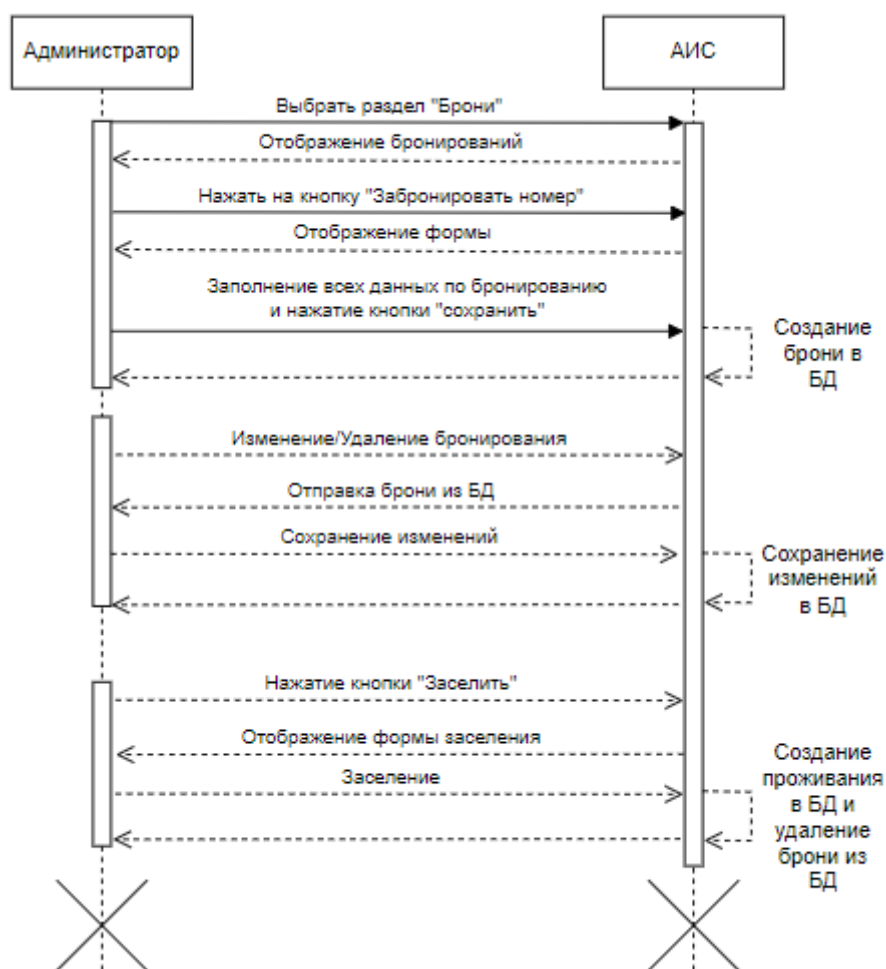 Администратор
АИС
Выбрать раздел "Брони"
Отображение бронирований
Нажать на кнопку "Забронировать номер"
Отображение формы
Заполнение всех данных по бронированию
и нажатие кнопки "сохранить"
Создание
брони в
БД
Изменение/Удаление бронирования
Отправка брони из БД
Сохранение изменений
Сохранение
изменений
в БД
Нажатие кнопки "Заселить"
Отображение формы заселения
Заселение
Создание
проживания
в БД и
удаление
брони из
БД